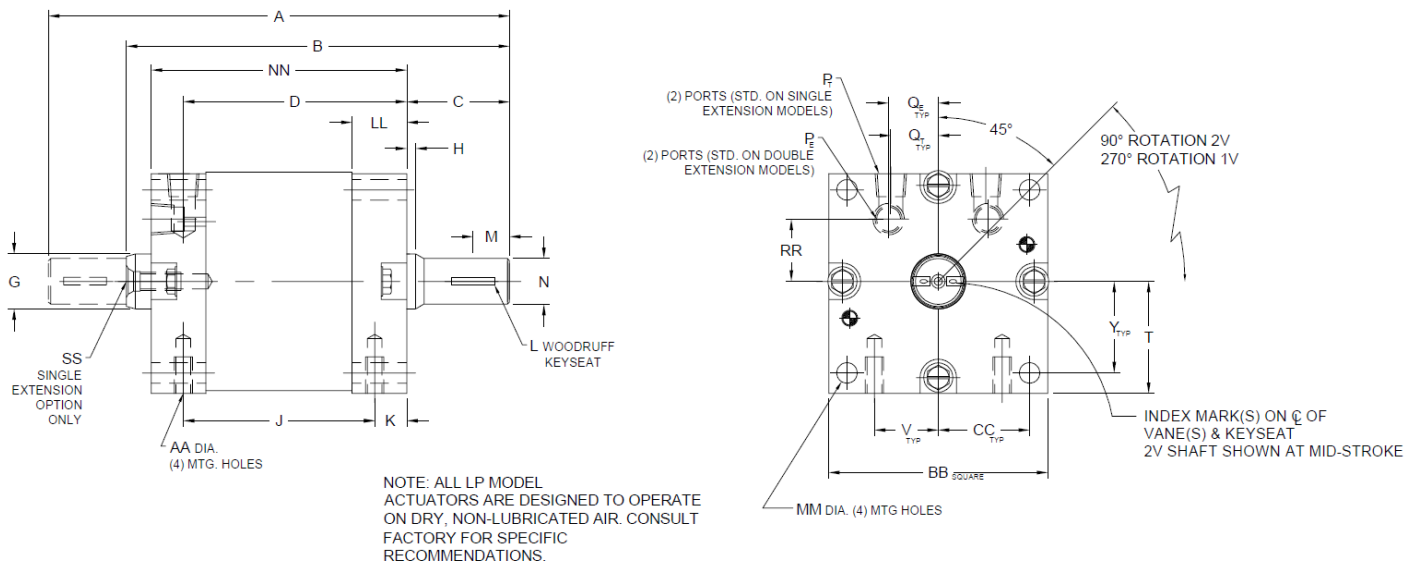 A
B
NN
D
C
LL
H
M
G
N
SS
SINGLE
EXTENSION
OPTION
ONLY
L WOODRUFF
KEYSEAT
J
K
AA DIA.
(4) MTG. HOLES
NOTE: ALL LP MODEL
ACTUATORS ARE DESIGNED TO OPERATE
ON DRY, NON-LUBRICATED AIR. CONSULT
FACTORY FOR SPECIFIC
RECOMMENDATIONS.
PT
(2) PORTS (STD. ON SINGLE
EXTENSION MODELS)
PE
(2) PORTS (STD. ON DOUBLE
EXTENSION MODELS)
QE
TYP
QT
TYP
45°
90° ROTATION 2V
270° ROTATION 1V
RR
Y TYP
T
V
TYP
CC
TYP
BB SQUARE
MM DIA. (4) MTG HOLES
INDEX MARK(S) ON ℄ OF
VANE(S) & KEYSEAT
2V SHAFT SHOWN AT MID-STROKE